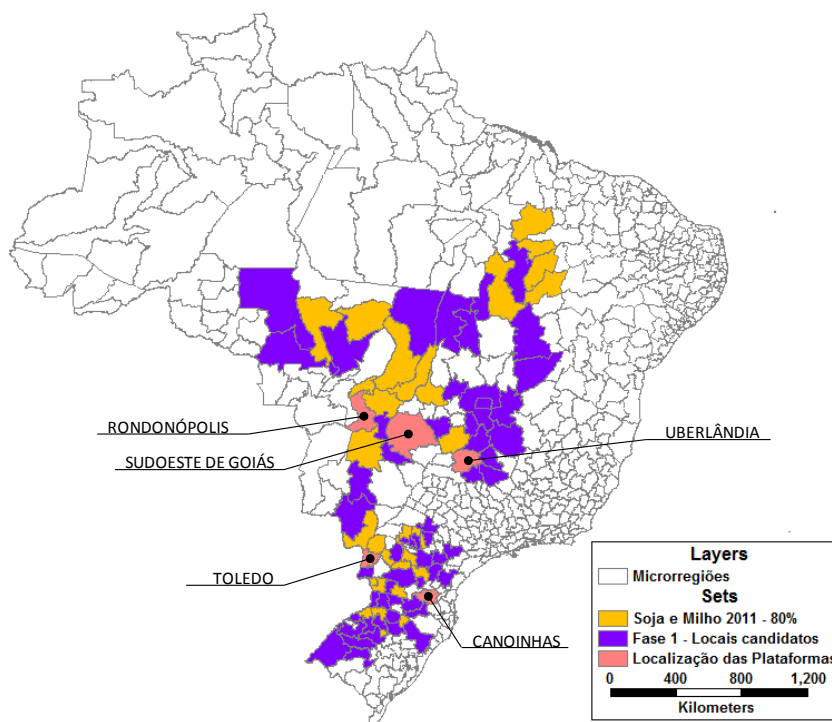 RONDONÓPOLIS
SUDOESTE DE GOIÁS
UBERLÂNDIA
TOLEDO
CANOINHAS
Layers
Microrregiões
Sets
Soja e Milho 2011 - 80%
Fase 1 - Locais candidatos
Localização das Plataformas
0 400 800 1,200
Kilometers